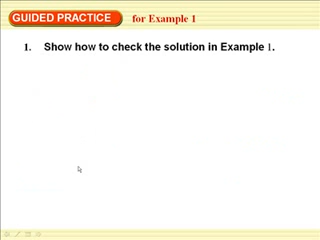 GUIDED PRACTICE for Example 1
1. Show how to check the solution in Example 1.